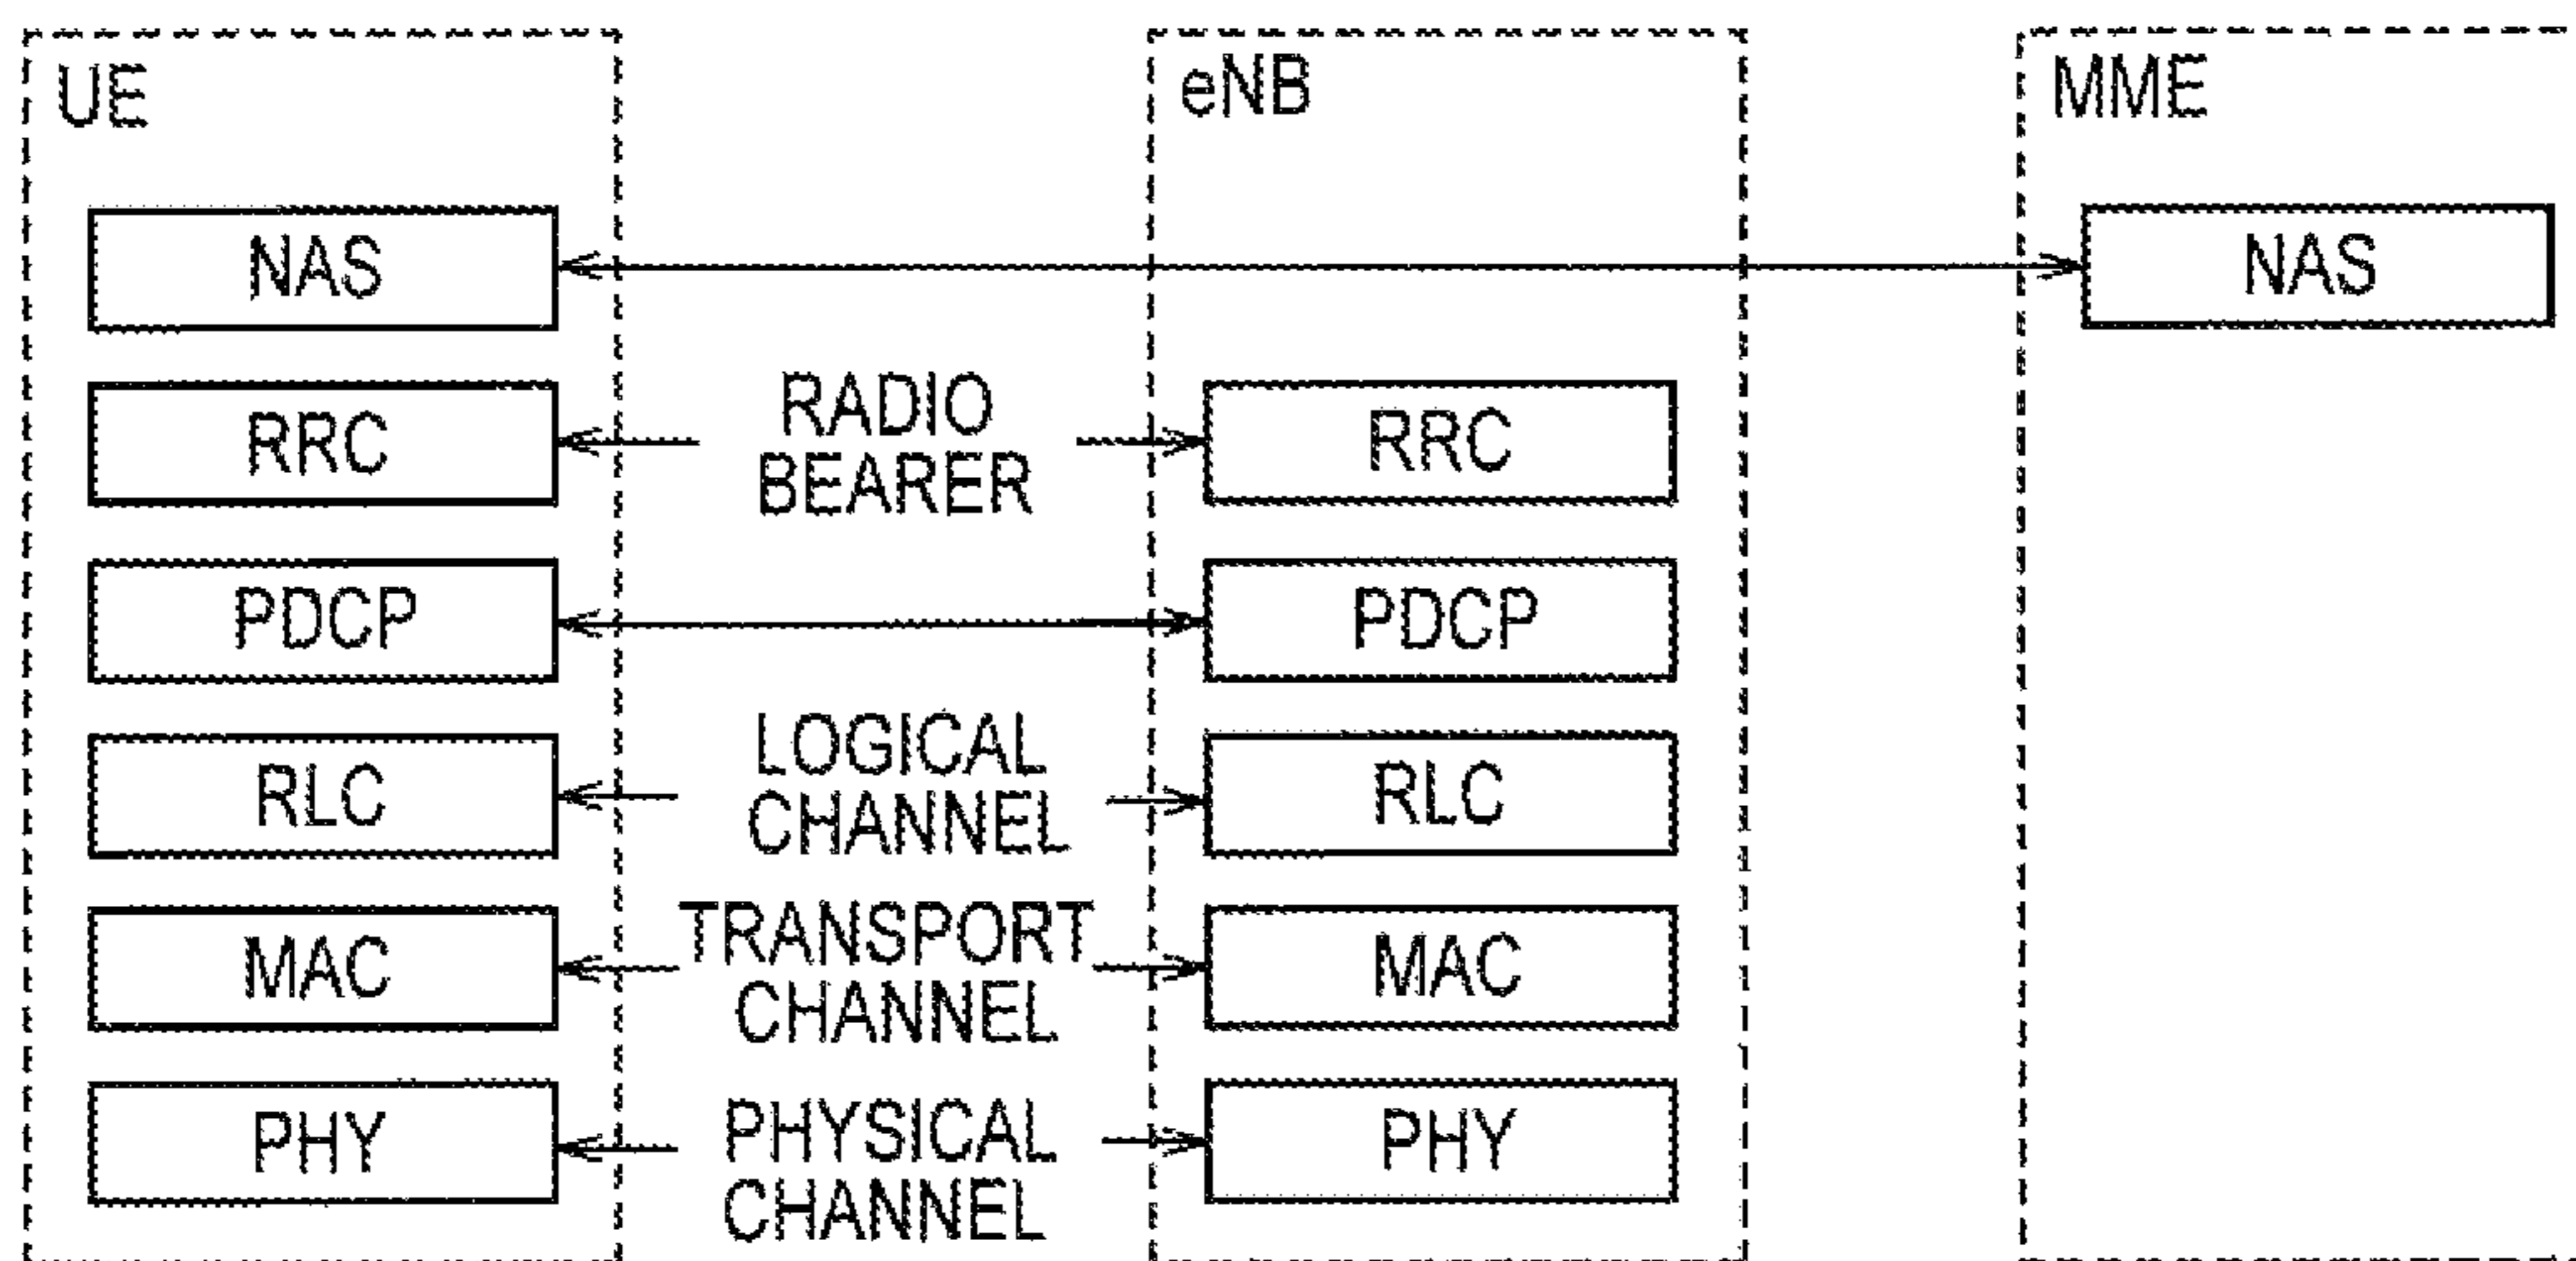 UE
eNB
MME
NAS
NAS
RRC
RADIO
BEARER
RRC
PDCP
PDCP
RLC
LOGICAL
CHANNEL
RLC
MAC
TRANSPORT
CHANNEL
MAC
PHY
PHYSICAL
CHANNEL
PHY